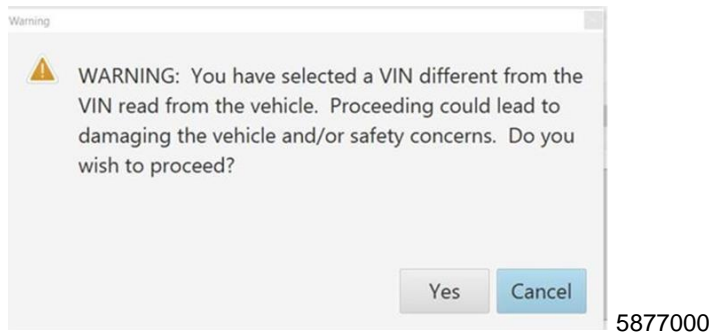 Warning
WARNING: You have selected a VIN different from the
VIN read from the vehicle. Proceeding could lead to
damaging the vehicle and/or safety concerns. Do you
wish to proceed?
Yes Cancel
5877000